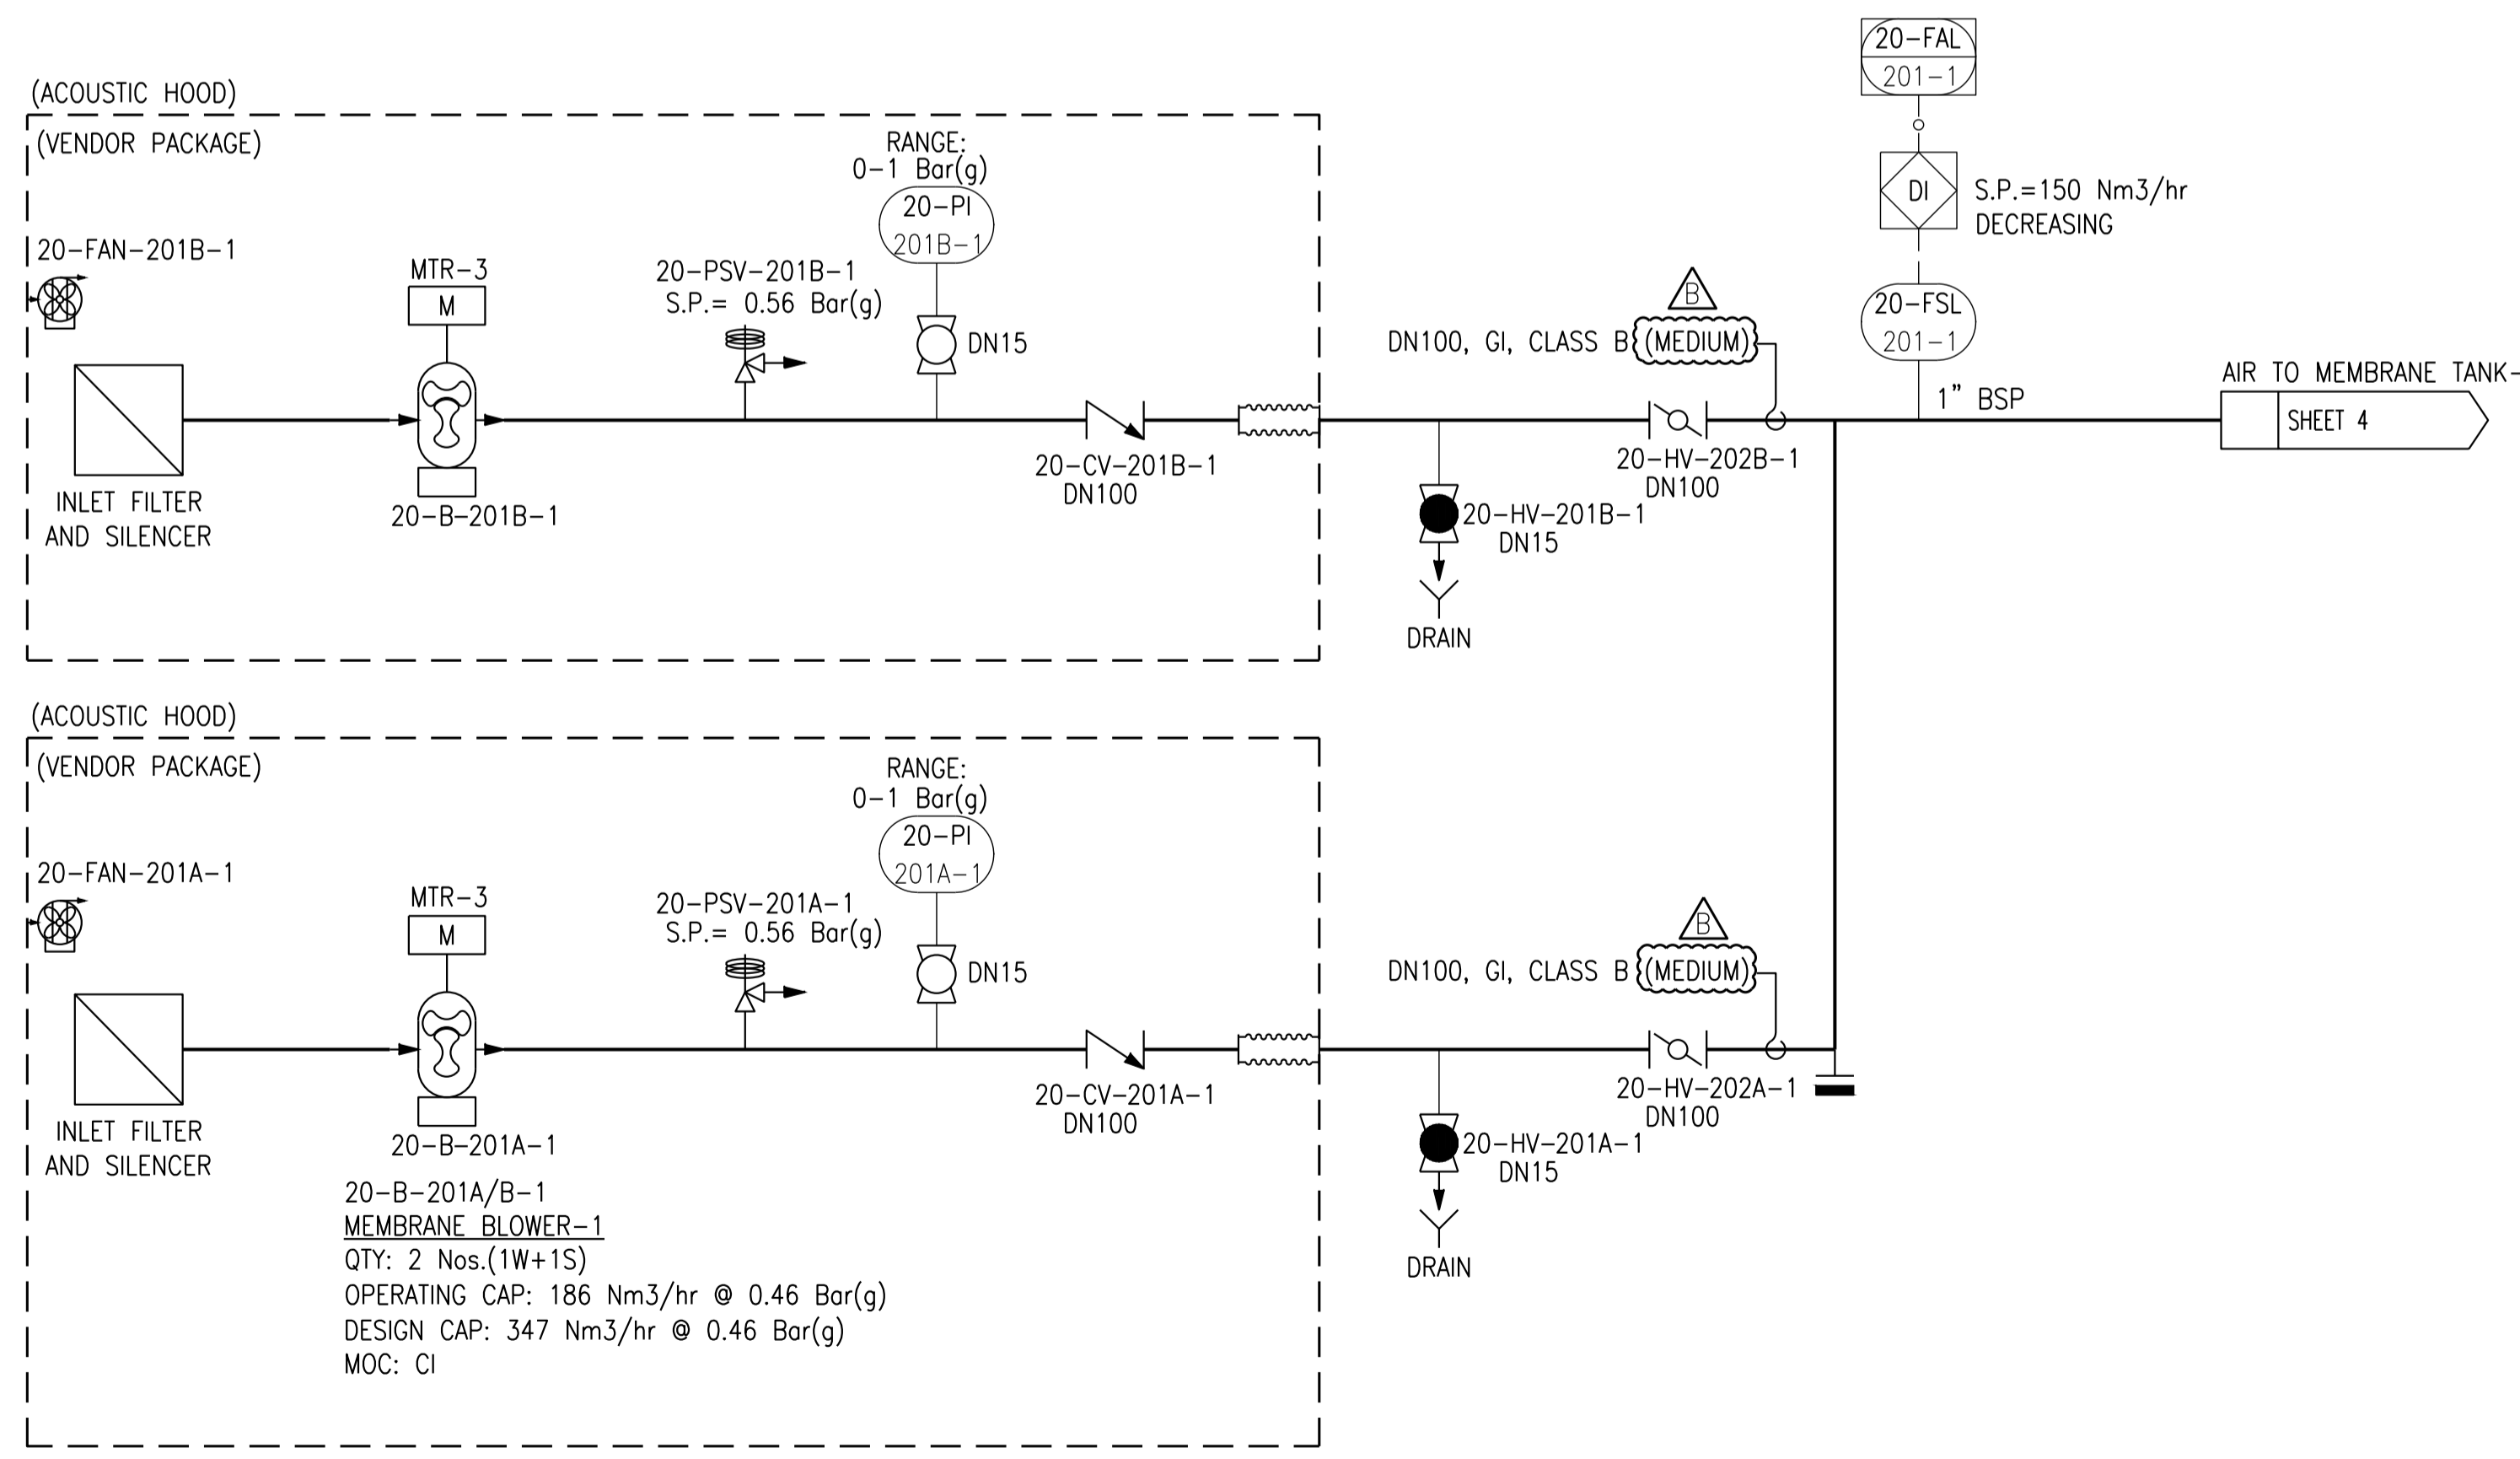 20-FAL
201-1
DI
S.P.=150 Nm3/hr
DECREASING
20-FSL
201-1
1" BSP
AIR TO MEMBRANE TANK-
SHEET 4
(ACOUSTIC HOOD)
(VENDOR PACKAGE)
20-FAN-201B-1
INLET FILTER
AND SILENCER
MTR-3
M
20-B-201B-1
20-PSV-201B-1
S.P.= 0.56 Bar(g)
RANGE:
0-1 Bar(g)
20-PI
201B-1
DN15
20-CV-201B-1
DN100
B
DN100, GI, CLASS B (MEDIUM)
20-HV-202B-1
DN100
20-HV-201B-1
DN15
DRAIN
(ACOUSTIC HOOD)
(VENDOR PACKAGE)
20-FAN-201A-1
INLET FILTER
AND SILENCER
MTR-3
M
20-B-201A-1
20-PSV-201A-1
S.P.= 0.56 Bar(g)
RANGE:
0-1 Bar(g)
20-PI
201A-1
DN15
20-CV-201A-1
DN100
B
DN100, GI, CLASS B (MEDIUM)
20-HV-202A-1
DN100
20-HV-201A-1
DN15
DRAIN
20-B-201A/B-1
MEMBRANE BLOWER-1
QTY: 2 Nos.(1W+1S)
OPERATING CAP: 186 Nm3/hr @ 0.46 Bar(g)
DESIGN CAP: 347 Nm3/hr @ 0.46 Bar(g)
MOC: CI